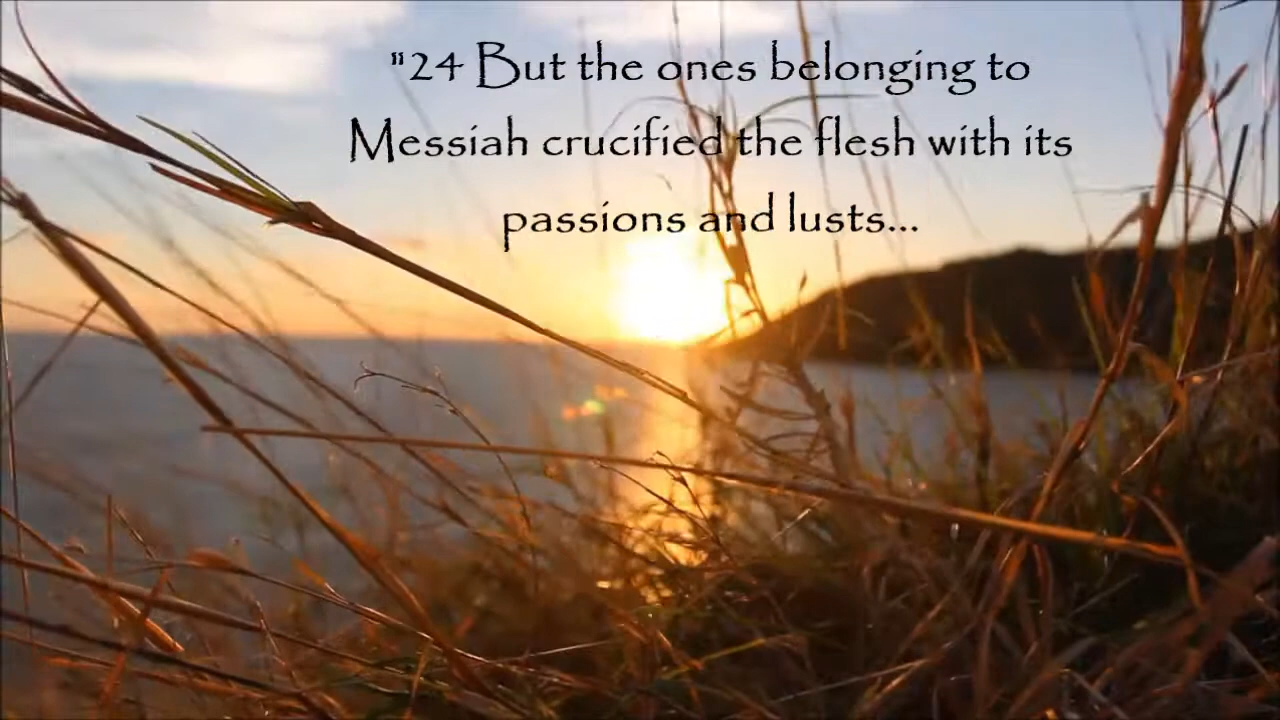 "24 But the ones belonging to
Messiah crucified the flesh with its
passions and lusts...